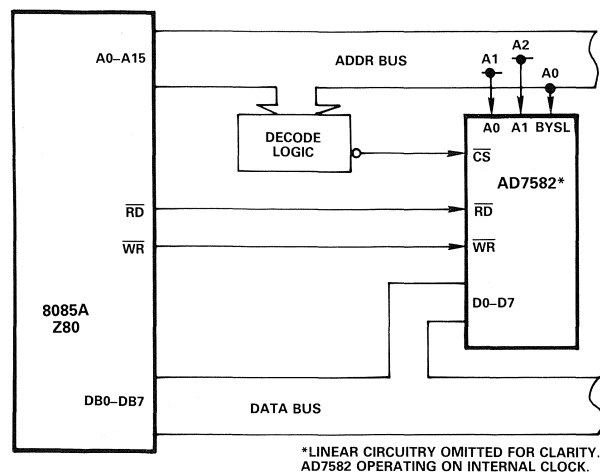 A0–A15
ADDR BUS
A1
A2
A0
A0 A1 BYSL
DECODE
LOGIC
CS
AD7582*
RD
RD
WR
WR
D0–D7
8085A
Z80
DB0–DB7
DATA BUS
*LINEAR CIRCUITRY OMITTED FOR CLARITY.
AD7582 OPERATING ON INTERNAL CLOCK.